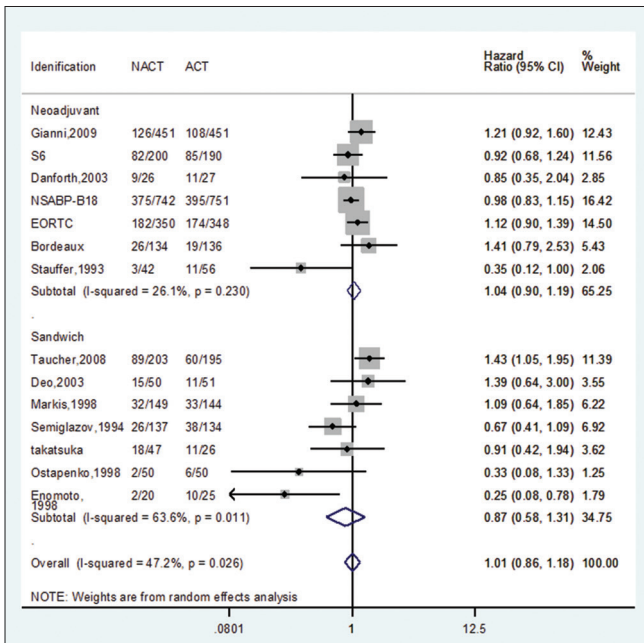 Hazard %
Idenification NACT ACT Ratio (95% CI) Weight
Neoadjuvant
Gianni,2009 126/451 108/451 1.21 (0.92, 1.60) 12.43
S6 82/200 85/190 0.92 (0.68, 1.24) 11.56
Danforth,2003 9/26 11/27 0.85 (0.35, 2.04) 2.85
NSABP-B18 375/742 395/751 0.98 (0.83, 1.15) 16.42
EORTC 182/350 174/348 1.12 (0.90, 1.39) 14.50
Bordeaux 26/134 19/136 1.41 (0.79, 2.53) 5.43
Stauffer,1993 3/42 11/56 0.35 (0.12, 1.00) 2.06
Subtotal (I-squared = 26.1%, p = 0.230) 1.04 (0.90, 1.19) 65.25
.
Sandwich
Taucher,2008 89/203 60/195 1.43 (1.05, 1.95) 11.39
Deo,2003 15/50 11/51 1.39 (0.64, 3.00) 3.55
Markis,1998 32/149 33/144 1.09 (0.64, 1.85) 6.22
Semiglazov,1994 26/137 38/134 0.67 (0.41, 1.09) 6.92
takatsuka 18/47 11/26 0.91 (0.42, 1.94) 3.62
Ostapenko,1998 2/50 6/50 0.33 (0.08, 1.33) 1.25
Enomoto, 2/20 10/25 0.25 (0.08, 0.78) 1.79
1998
Subtotal (I-squared = 63.6%, p = 0.011) 0.87 (0.58, 1.31) 34.75
.
Overall (I-squared = 47.2%, p = 0.026) 1.01 (0.86, 1.18) 100.00
NOTE: Weights are from random effects analysis
.0801 1 12.5